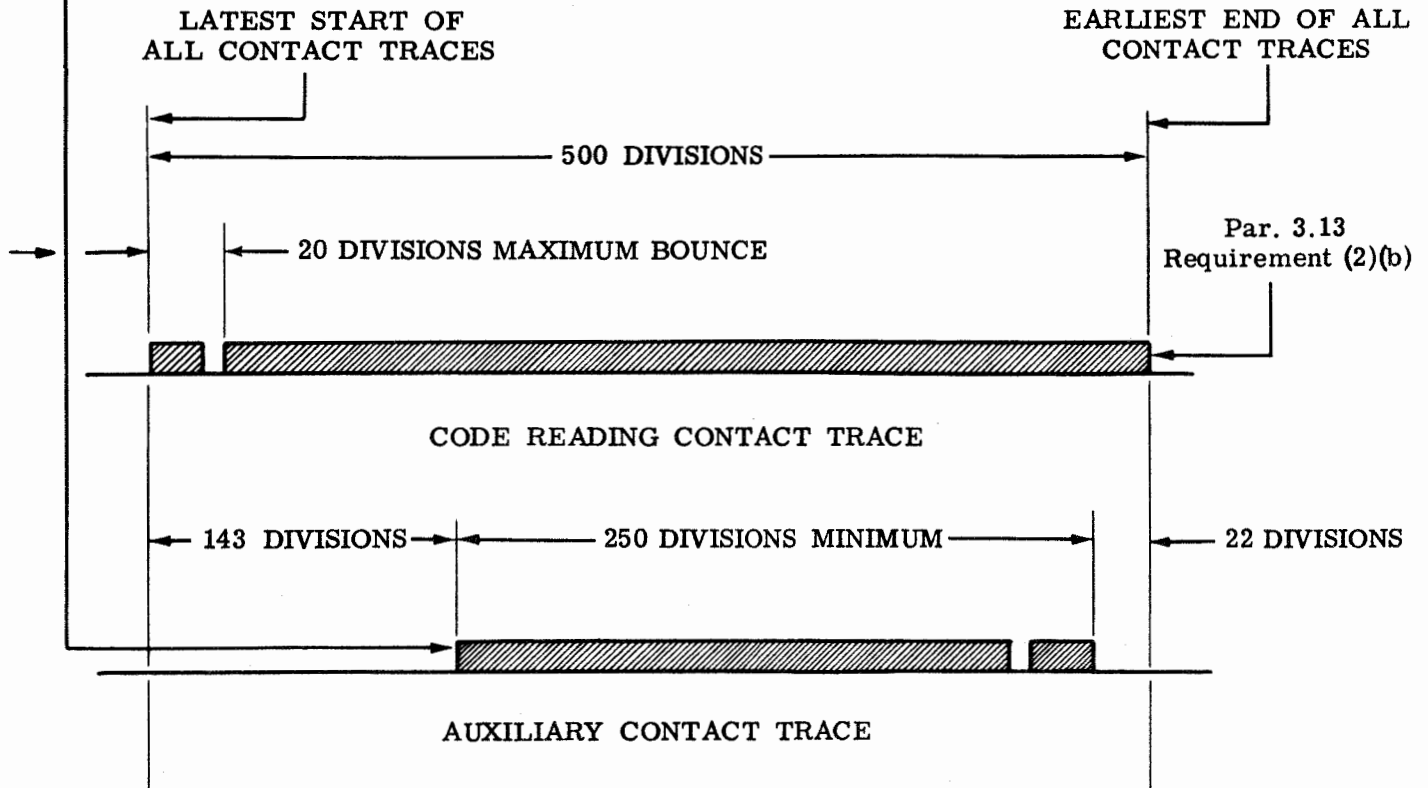 LATEST START OF
ALL CONTACT TRACES
EARLIEST END OF ALL
CONTACT TRACES
500 DIVISIONS
20 DIVISIONS MAXIMUM BOUNCE
Par. 3.13
Requirement (2)(b)
CODE READING CONTACT TRACE
143 DIVISIONS
250 DIVISIONS MINIMUM
22 DIVISIONS
AUXILIARY CONTACT TRACE